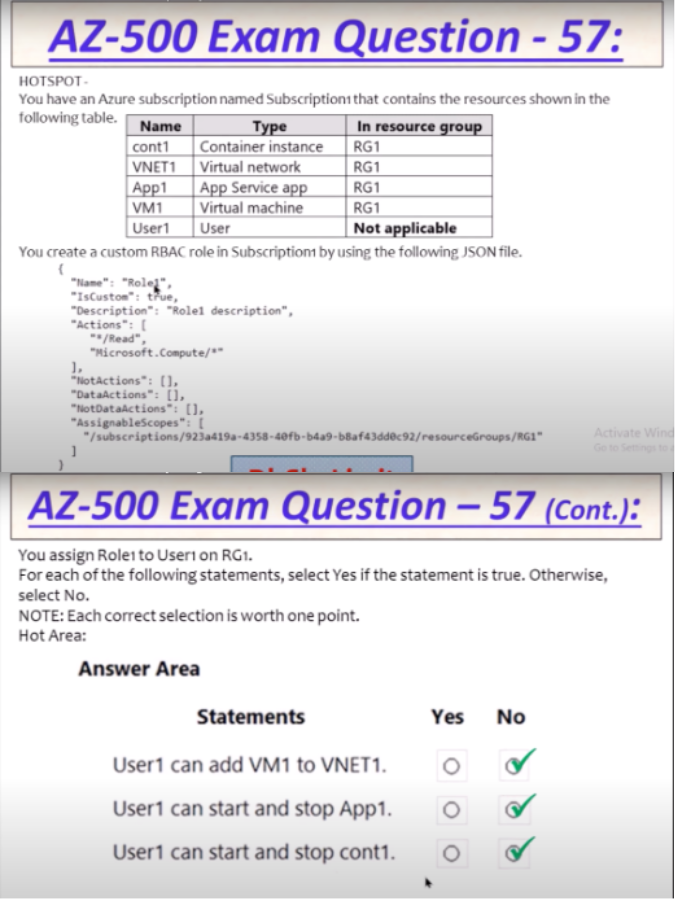 AZ-500 Exam Question - 57:
HOTSPOT-
You have an Azure subscription named Subscription1 that contains the resources shown in the
following table.
Name Type In resource group
cont1 Container instance RG1
VNET1 Virtual network RG1
App1 App Service app RG1
VM1 Virtual machine RG1
User1 User Not applicable
You create a custom RBAC role in Subscription1 by using the following JSON file.
{
"Name": "Role1",
"IsCustom": true,
"Description": "Role1 description",
"Actions": [
"*/Read",
"Microsoft.Compute/*"
],
"NotActions": [],
"DataActions": [],
"NotDataActions": [],
"AssignableScopes": [
"/subscriptions/923a419a-4358-40fb-b4a9-b8af43dd0c92/resourceGroups/RG1"
]
}
Activate Wind
Go to Settings to a
AZ-500 Exam Question – 57 (Cont.):
You assign Role1 to User1 on RG1.
For each of the following statements, select Yes if the statement is true. Otherwise,
select No.
NOTE: Each correct selection is worth one point.
Hot Area:
Answer Area
Statements Yes No
User1 can add VM1 to VNET1.
User1 can start and stop App1.
User1 can start and stop cont1.